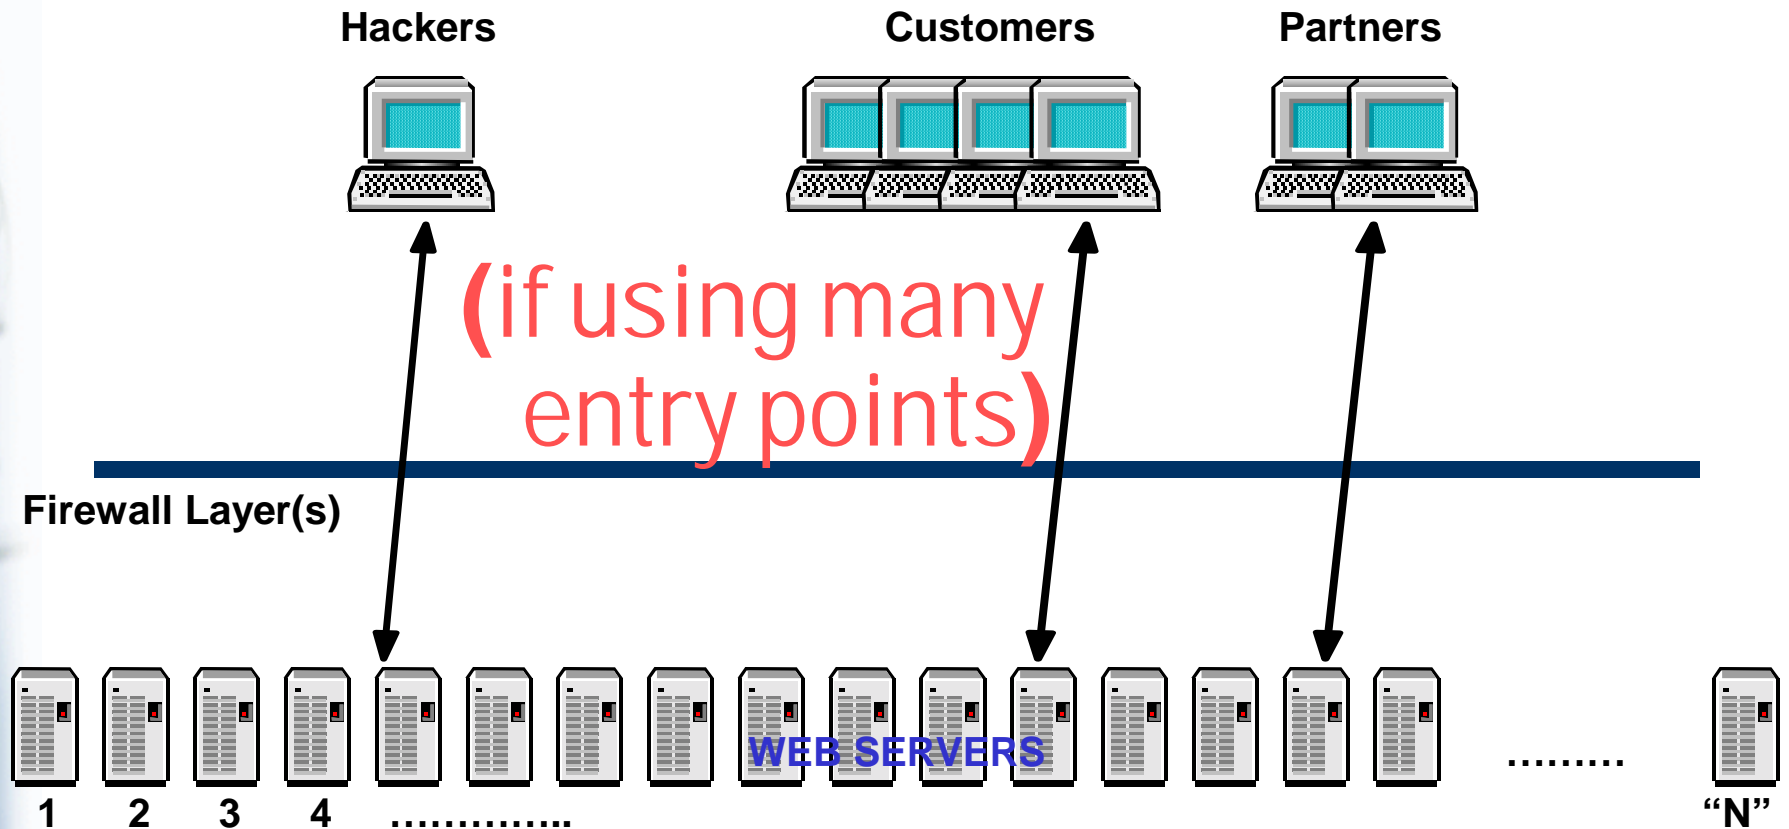 Hackers Customers Partners
(if using many
entry points)
Firewall Layer(s)
WEB SERVERS
………
1 2 3 4 ………….. “N”